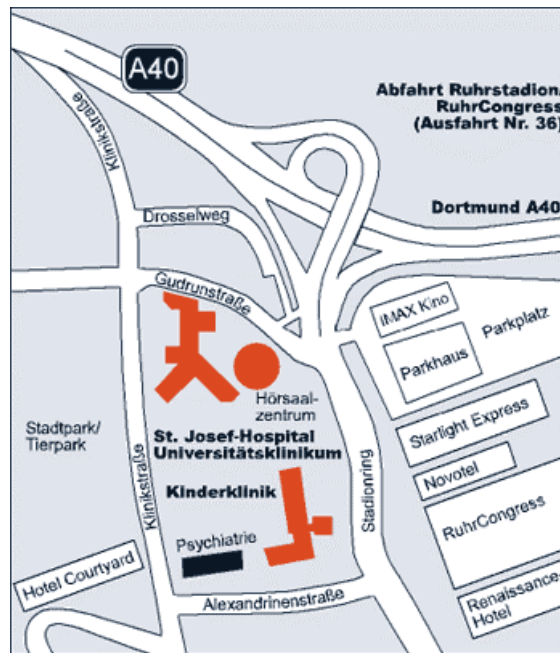 A40
Abfahrt Ruhrstadion/
RuhrCongress
(Ausfahrt Nr. 36)
Klinikstraße
Dortmund A40
Drosselweg
Gudrunstraße
IMAX Kino
Parkplatz
Parkhaus
Hörsaal-
zentrum
Starlight Express
Stadtpark/
Tierpark
St. Josef-Hospital
Universitätsklinikum
Klinikstraße
Stadionring
Novotel
Kinderklinik
RuhrCongress
Psychiatrie
Hotel Courtyard
Alexandrinenstraße
Renaissance-
Hotel